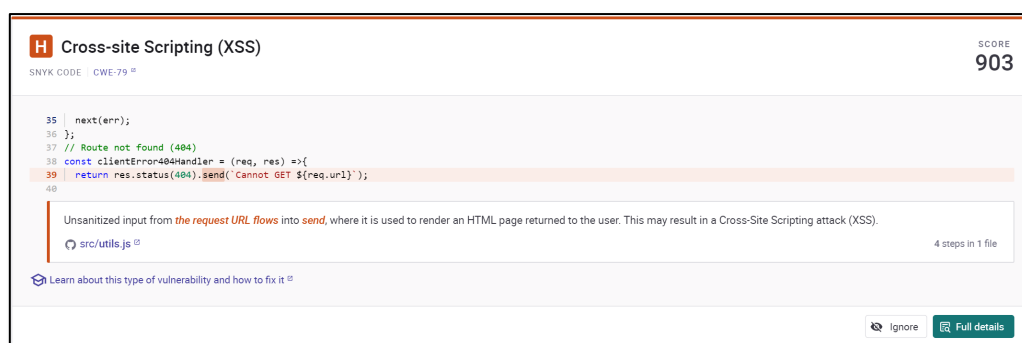 H Cross-site Scripting (XSS)
SCORE
903
SNYK CODE | CWE-79
35 next(err);
36 };
37 // Route not found (404)
38 const clientError404Handler = (req, res) =>{
39 return res.status(404).send(`Cannot GET ${req.url}`);
40
Unsanitized input from the request URL flows into send, where it is used to render an HTML page returned to the user. This may result in a Cross-Site Scripting attack (XSS).
src/utils.js
4 steps in 1 file
Learn about this type of vulnerability and how to fix it
Ignore
Full details